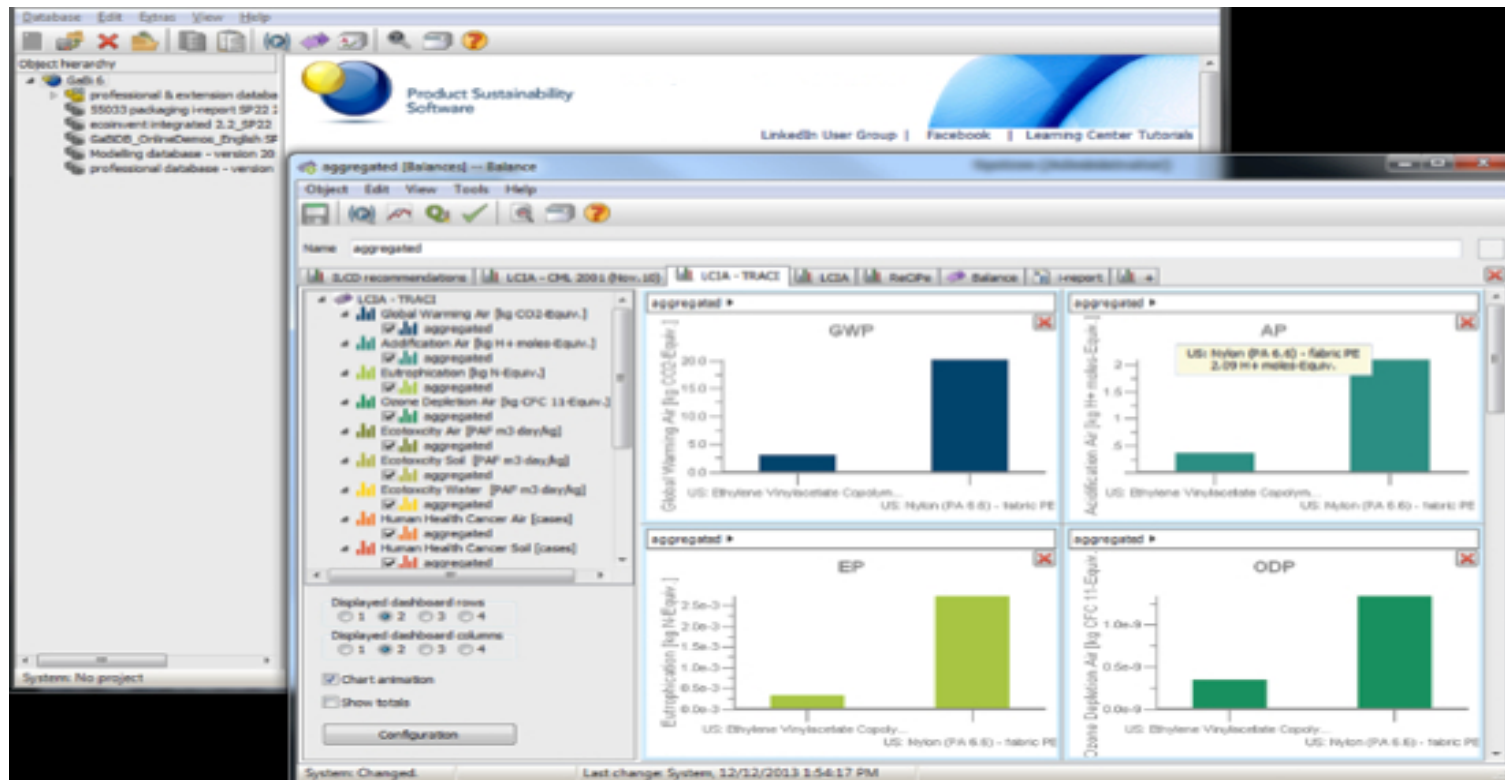 Database Edit Extras View Help
Object hierarchy
GaBi 6
professional & extension databa
55033 packaging i-report SP22 2
ecoinvent integrated 2.2_SP22
GaBiDB_OnlineDemos_English SP
Modelling database - version 20
professional database - version
System: No project
Product Sustainability
Software
LinkedIn User Group | Facebook | Learning Center Tutorials
aggregated [Balances] -- Balance
Object Edit View Tools Help
Name aggregated
ILCD recommendations LCIA - CML 2001 (Nov. 10) LCIA - TRACI LCIA ReCiPe Balance i-report +
LCIA - TRACI
Global Warming Air [kg CO2-Equiv.]
aggregated
Acidification Air [kg H+ moles-Equiv.]
aggregated
Eutrophication [kg N-Equiv.]
aggregated
Ozone Depletion Air [kg CFC 11-Equiv.]
aggregated
Ecotoxicity Air [PAF m3 day/kg]
aggregated
Ecotoxicity Soil [PAF m3 day/kg]
aggregated
Ecotoxicity Water [PAF m3 day/kg]
aggregated
Human Health Cancer Air [cases]
aggregated
Human Health Cancer Soil [cases]
aggregated
Displayed dashboard rows
1 2 3 4
Displayed dashboard columns
1 2 3 4
Chart animation
Show totals
Configuration
aggregated
GWP
Global Warming Air [kg CO2-Equiv.]
20.0
15.0
10.0
5.0
0.0
US: Ethylene Vinylacetate Copolym...
US: Nylon (PA 6.6) - fabric PE
aggregated
AP
US: Nylon (PA 6.6) - fabric PE
2.09 H+ moles-Equiv.
Acidification Air [kg H+ moles-Equiv.]
2
1.5
1
.5
US: Ethylene Vinylacetate Copolym...
US: Nylon (PA 6.6) - fabric PE
aggregated
EP
Eutrophication [kg N-Equiv.]
2.5e-3
2.0e-3
1.5e-3
1.0e-3
0.5e-3
0.0e-3
US: Ethylene Vinylacetate Copoly...
US: Nylon (PA 6.6) - fabric PE
aggregated
ODP
Ozone Depletion Air [kg CFC 11-Equiv.]
1.0e-9
0.5e-9
0.0e-9
US: Ethylene Vinylacetate Copoly...
US: Nylon (PA 6.6) - fabric PE
System: Changed. Last change: System, 12/12/2013 1:54:17 PM